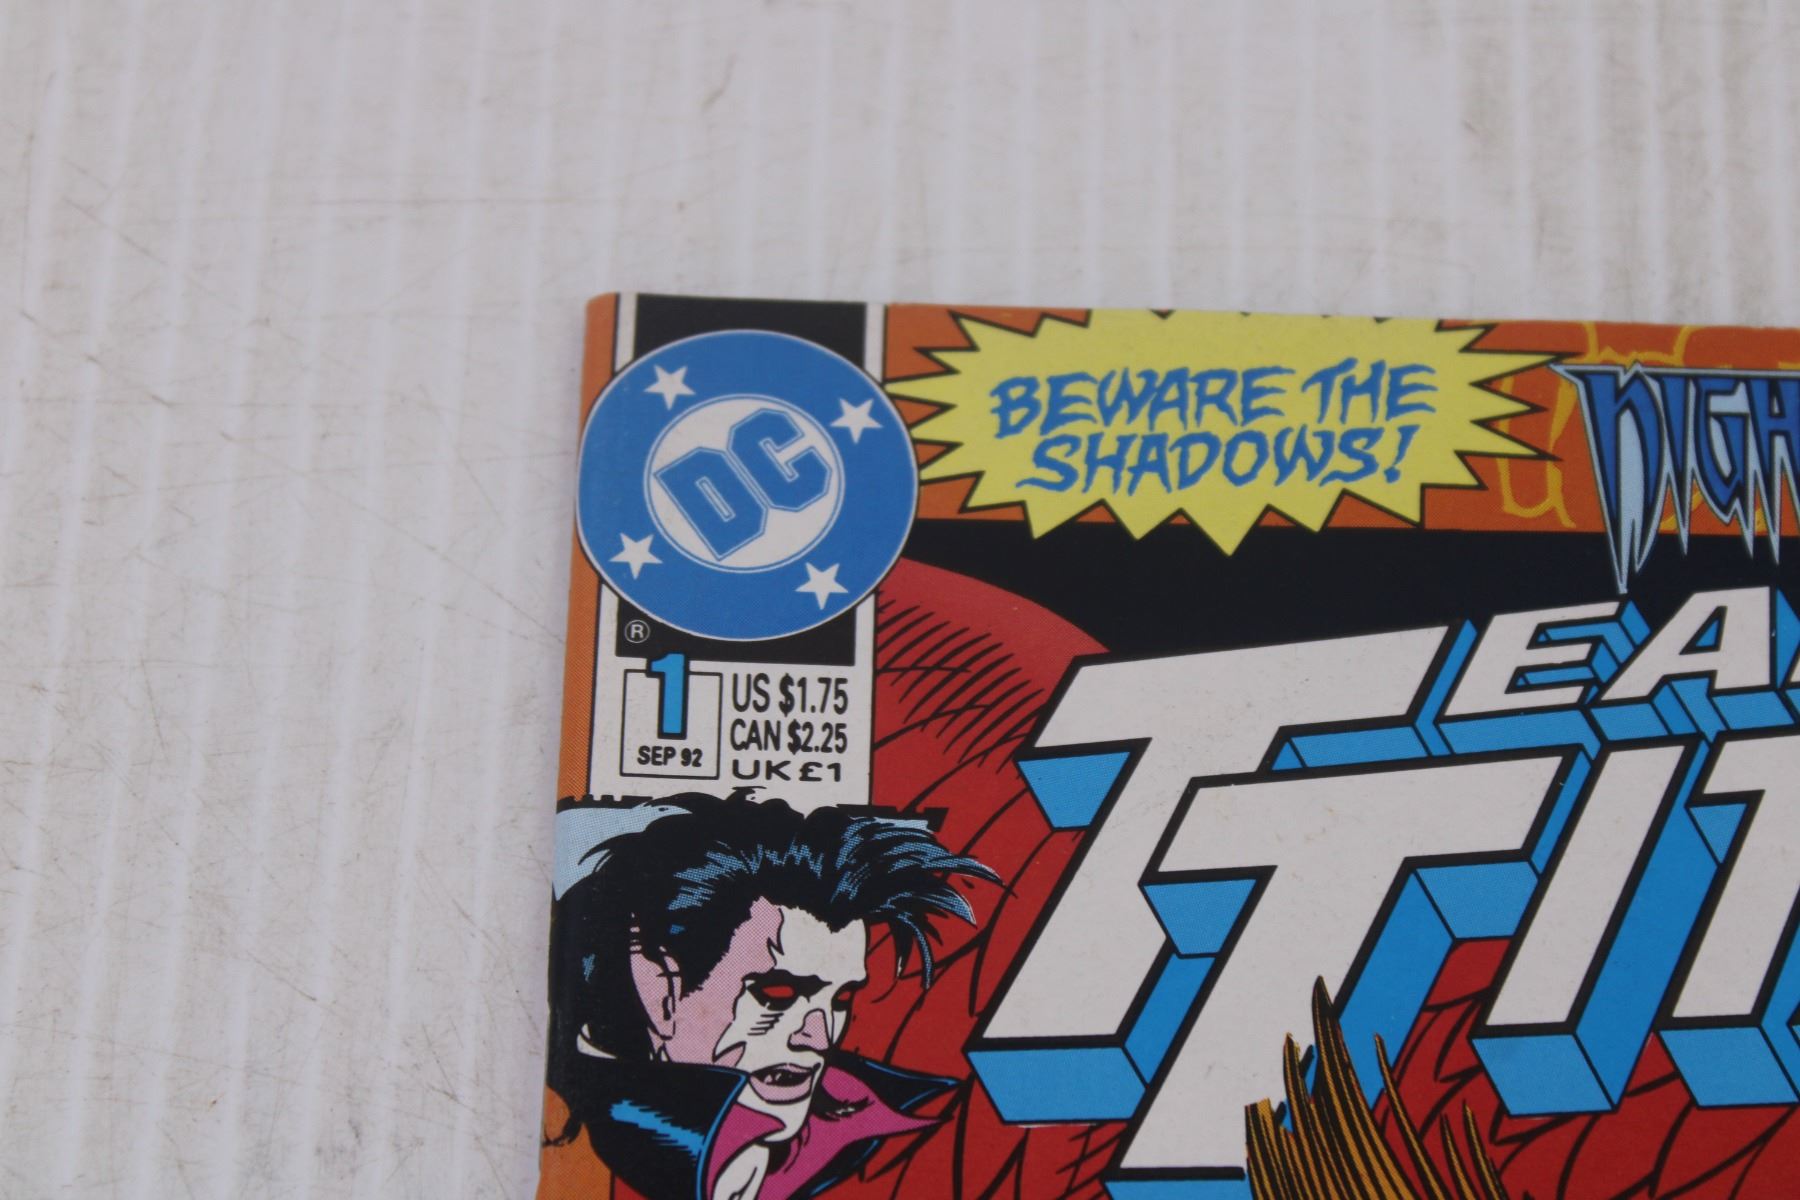 DC
BEWARE THE
SHADOWS!
®
1
SEP 92
US $1.75
CAN $2.25
UK £1